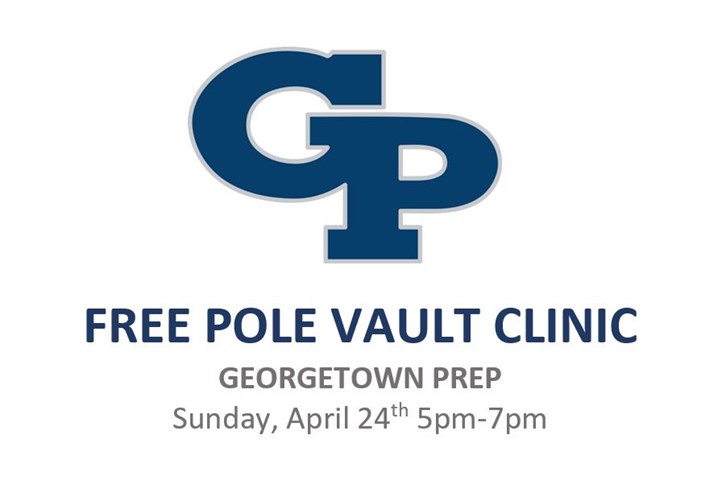 GP
FREE POLE VAULT CLINIC
GEORGETOWN PREP
Sunday, April 24th 5pm-7pm